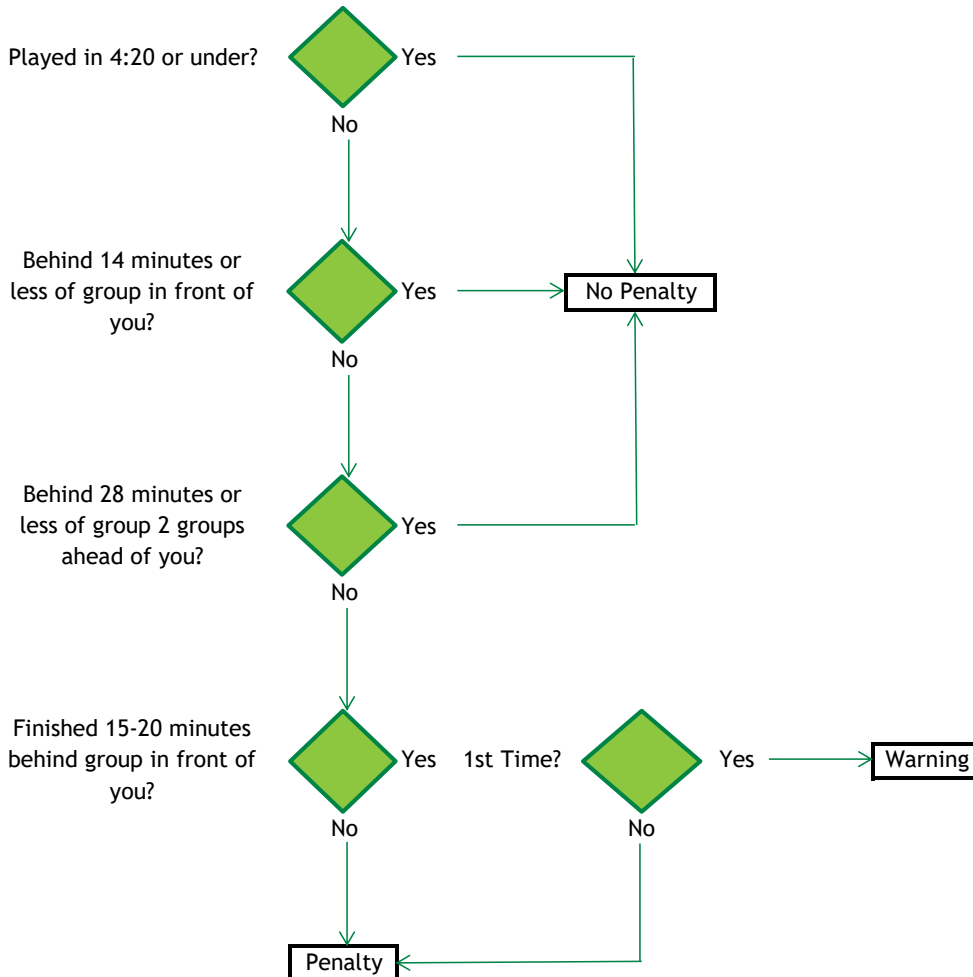 Played in 4:20 or under?
Yes
No
Behind 14 minutes or
less of group in front of
you?
Yes
No Penalty
No
Behind 28 minutes or
less of group 2 groups
ahead of you?
Yes
No
Finished 15-20 minutes
behind group in front of
you?
Yes
1st Time?
Yes
Warning
No
No
Penalty